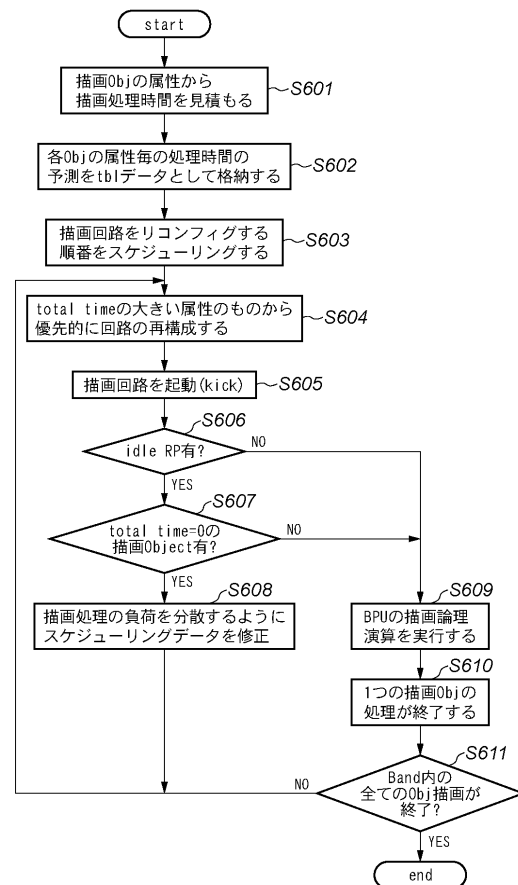 start
描画Objの属性から
描画処理時間を見積もる
S601
各Objの属性毎の処理時間の
予測をtblデータとして格納する
S602
描画回路をリコンフィグする
順番をスケジューリングする
S603
total timeの大きい属性のものから
優先的に回路の再構成する
S604
描画回路を起動(kick)
S605
S606
idle RP有?
NO
YES
S607
total time=0の
描画Object有?
NO
YES
S608
描画処理の負荷を分散するように
スケジューリングデータを修正
S609
BPUの描画論理
演算を実行する
S610
1つの描画Objの
処理が終了する
S611
Band内の
全てのObj描画が
終了?
NO
YES
end